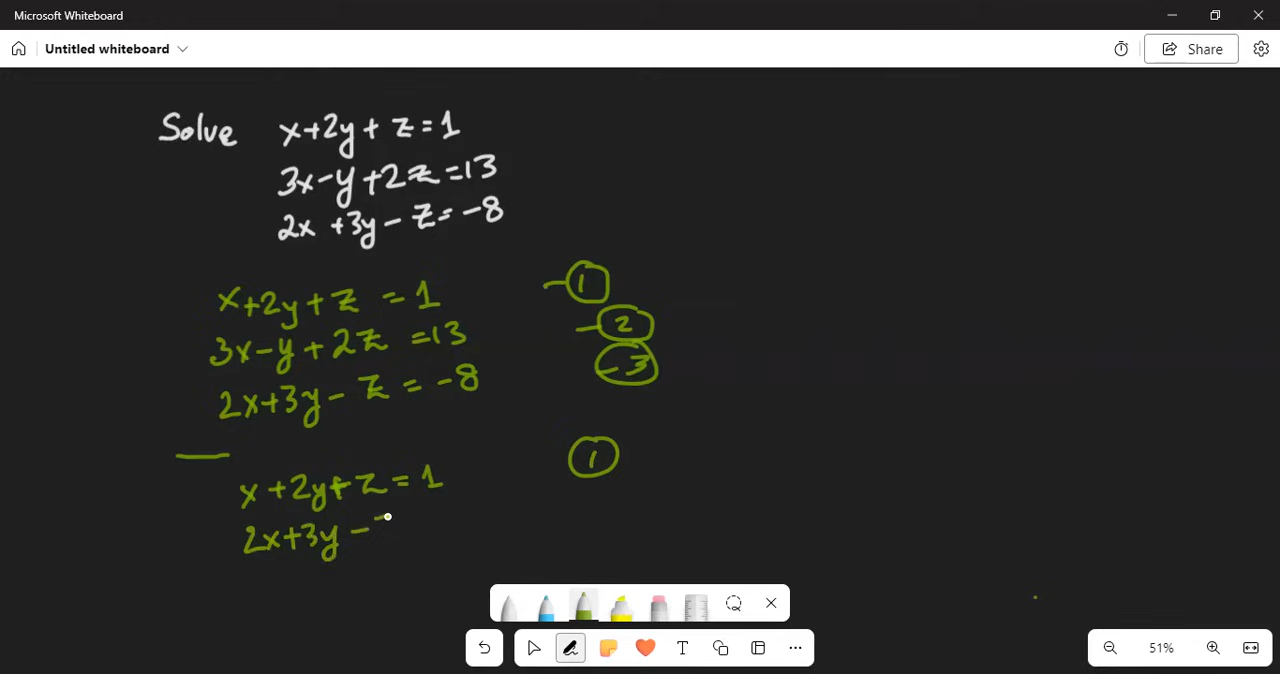 Microsoft Whiteboard
Untitled whiteboard
Share
Solve x+2y+z=1
3x-y+2z=13
2x+3y-z=-8
x+2y+z=1 -1
3x-y+2z=13 -2
2x+3y-z=-8 -3
x+2y+z=1 1
2x+3y-
T
51%